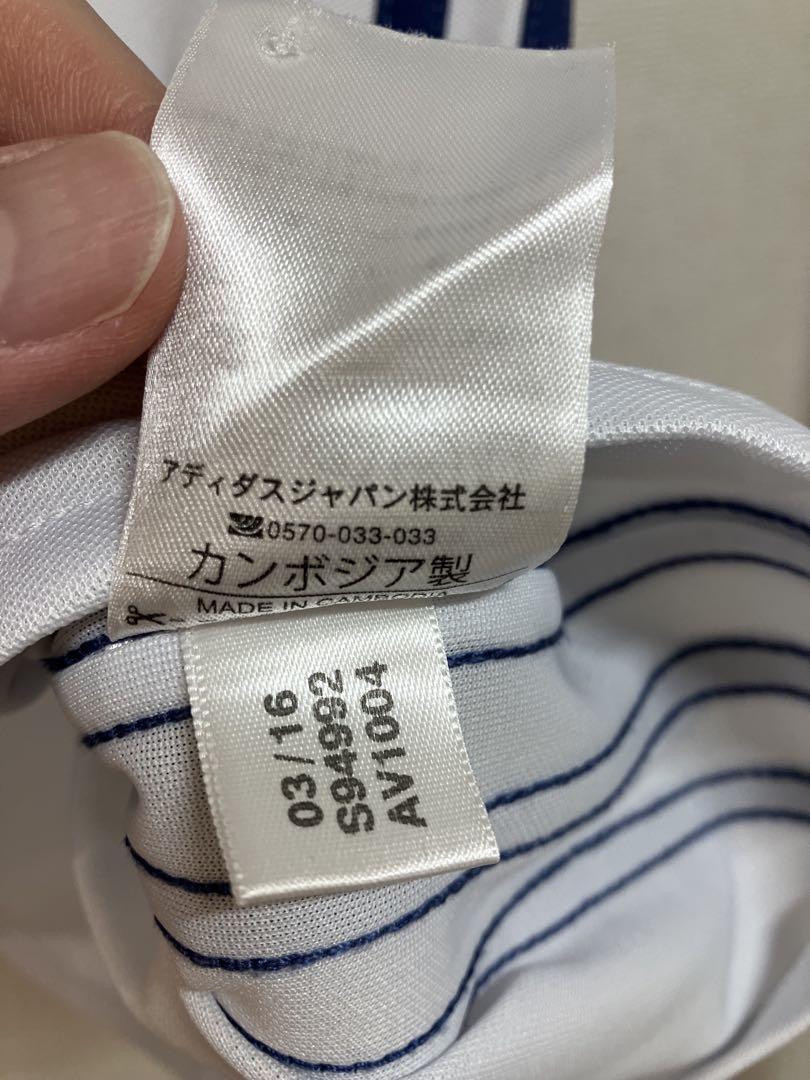 アディダスジャパン株式会社
0570-033-033
カンボジア製
MADE IN CAMBODIA
03/16
S94992
AV1004